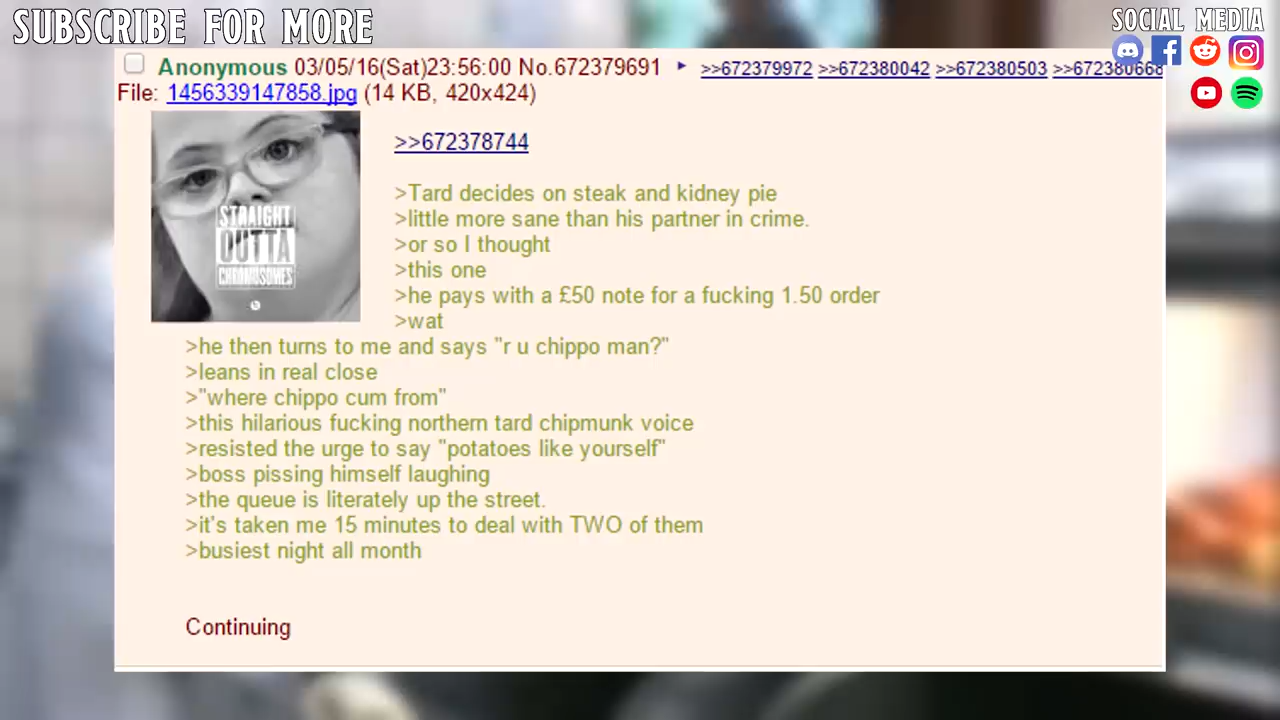 SUBSCRIBE FOR MORE
SOCIAL MEDIA
Anonymous 03/05/16(Sat)23:56:00 No.672379691 ▸ >>672379972 >>672380042 >>672380503 >>672380668
File: 1456339147858.jpg (14 KB, 420x424)
STRAIGHT
OUTTA
CHROMOSOMES
>>672378744
>Tard decides on steak and kidney pie
>little more sane than his partner in crime.
>or so I thought
>this one
>he pays with a £50 note for a fucking 1.50 order
>wat
>he then turns to me and says "r u chippo man?"
>leans in real close
>"where chippo cum from"
>this hilarious fucking northern tard chipmunk voice
>resisted the urge to say "potatoes like yourself"
>boss pissing himself laughing
>the queue is literately up the street.
>it's taken me 15 minutes to deal with TWO of them
>busiest night all month
Continuing